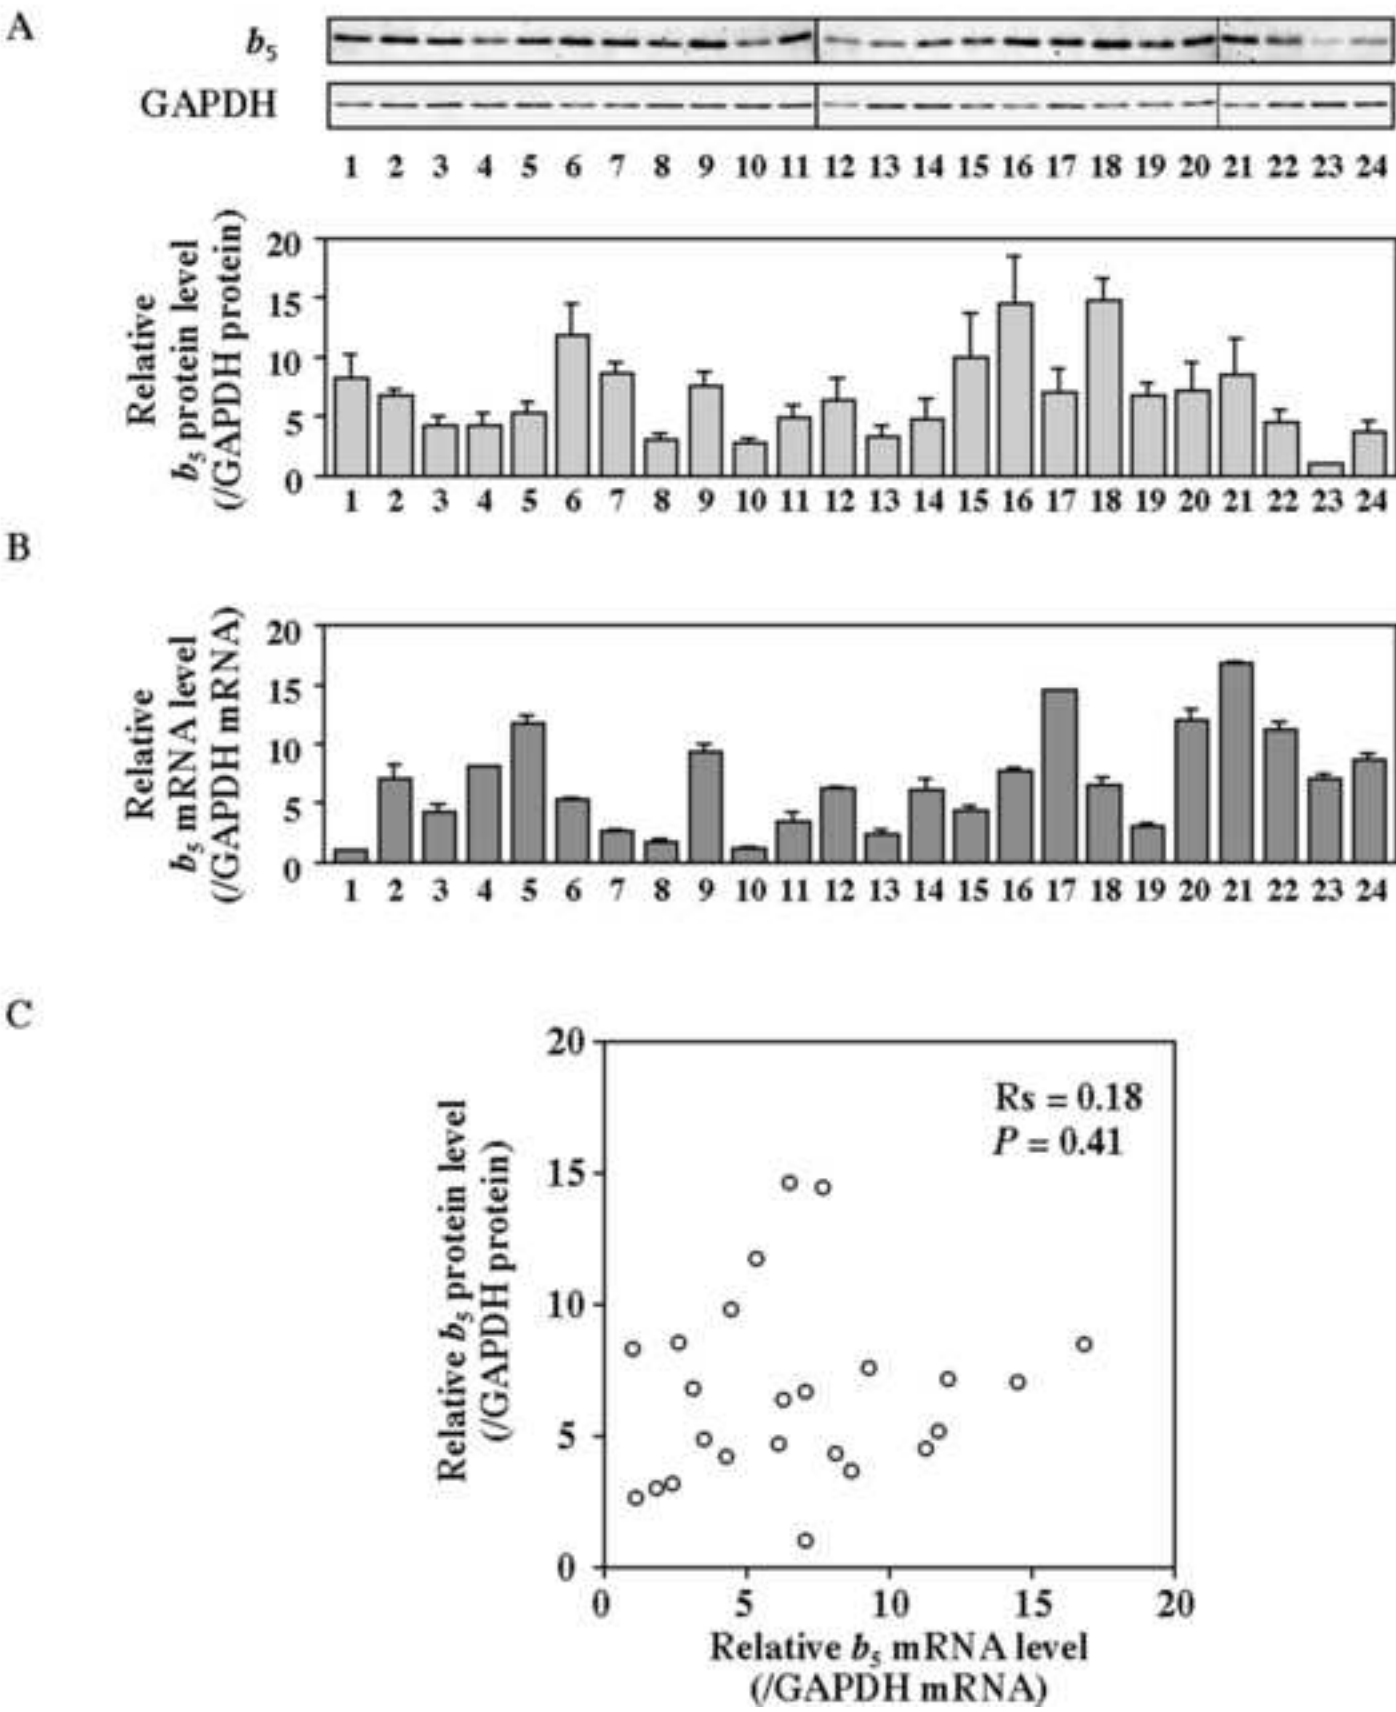 A
b5
GAPDH
1 2 3 4 5 6 7 8 9 10 11 12 13 14 15 16 17 18 19 20 21 22 23 24
Relative
b5 protein level
(/GAPDH protein)
20
15
10
5
0
1 2 3 4 5 6 7 8 9 10 11 12 13 14 15 16 17 18 19 20 21 22 23 24
B
Relative
b5 mRNA level
(/GAPDH mRNA)
20
15
10
5
0
1 2 3 4 5 6 7 8 9 10 11 12 13 14 15 16 17 18 19 20 21 22 23 24
C
Relative b5 protein level
(/GAPDH protein)
20
15
10
5
0
Rs = 0.18
P = 0.41
0 5 10 15 20
Relative b5 mRNA level
(/GAPDH mRNA)